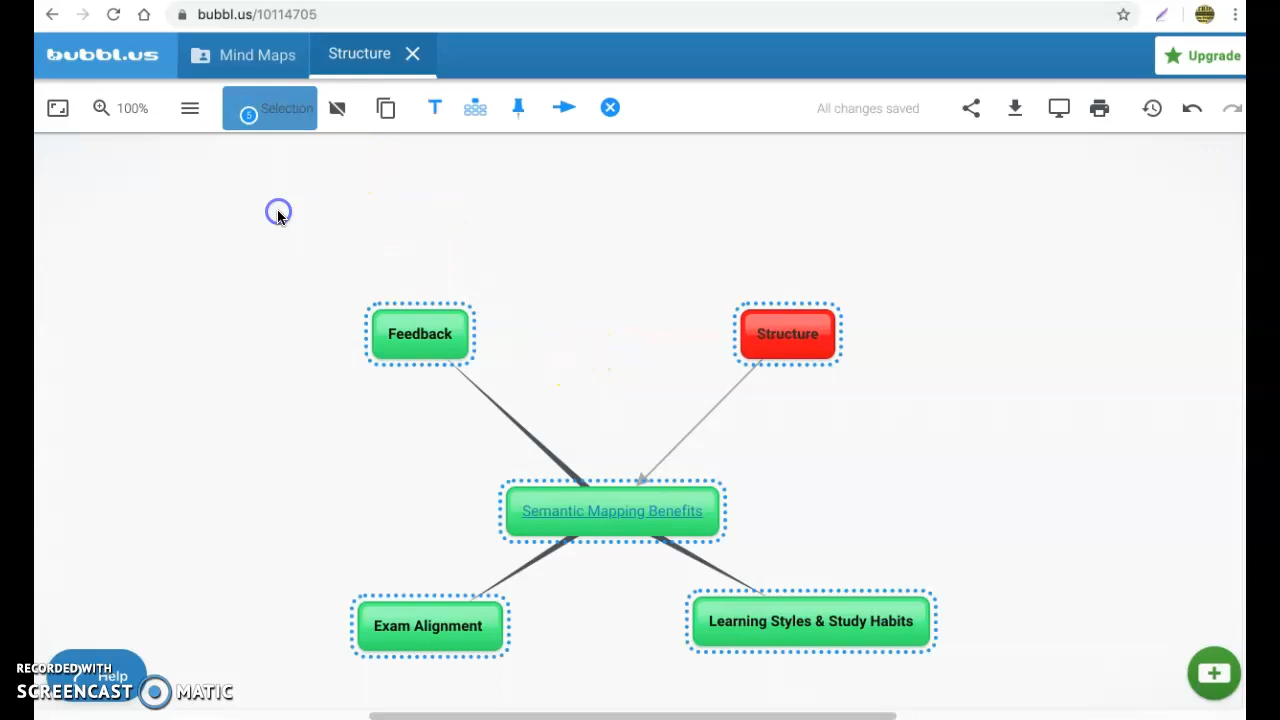 bubbl.us/10114705
bubbl.us
Mind Maps
Structure
Upgrade
100%
5
Selection
T
All changes saved
Feedback
Structure
Semantic Mapping Benefits
Exam Alignment
Learning Styles & Study Habits
? Help
RECORDED WITH
SCREENCAST MATIC